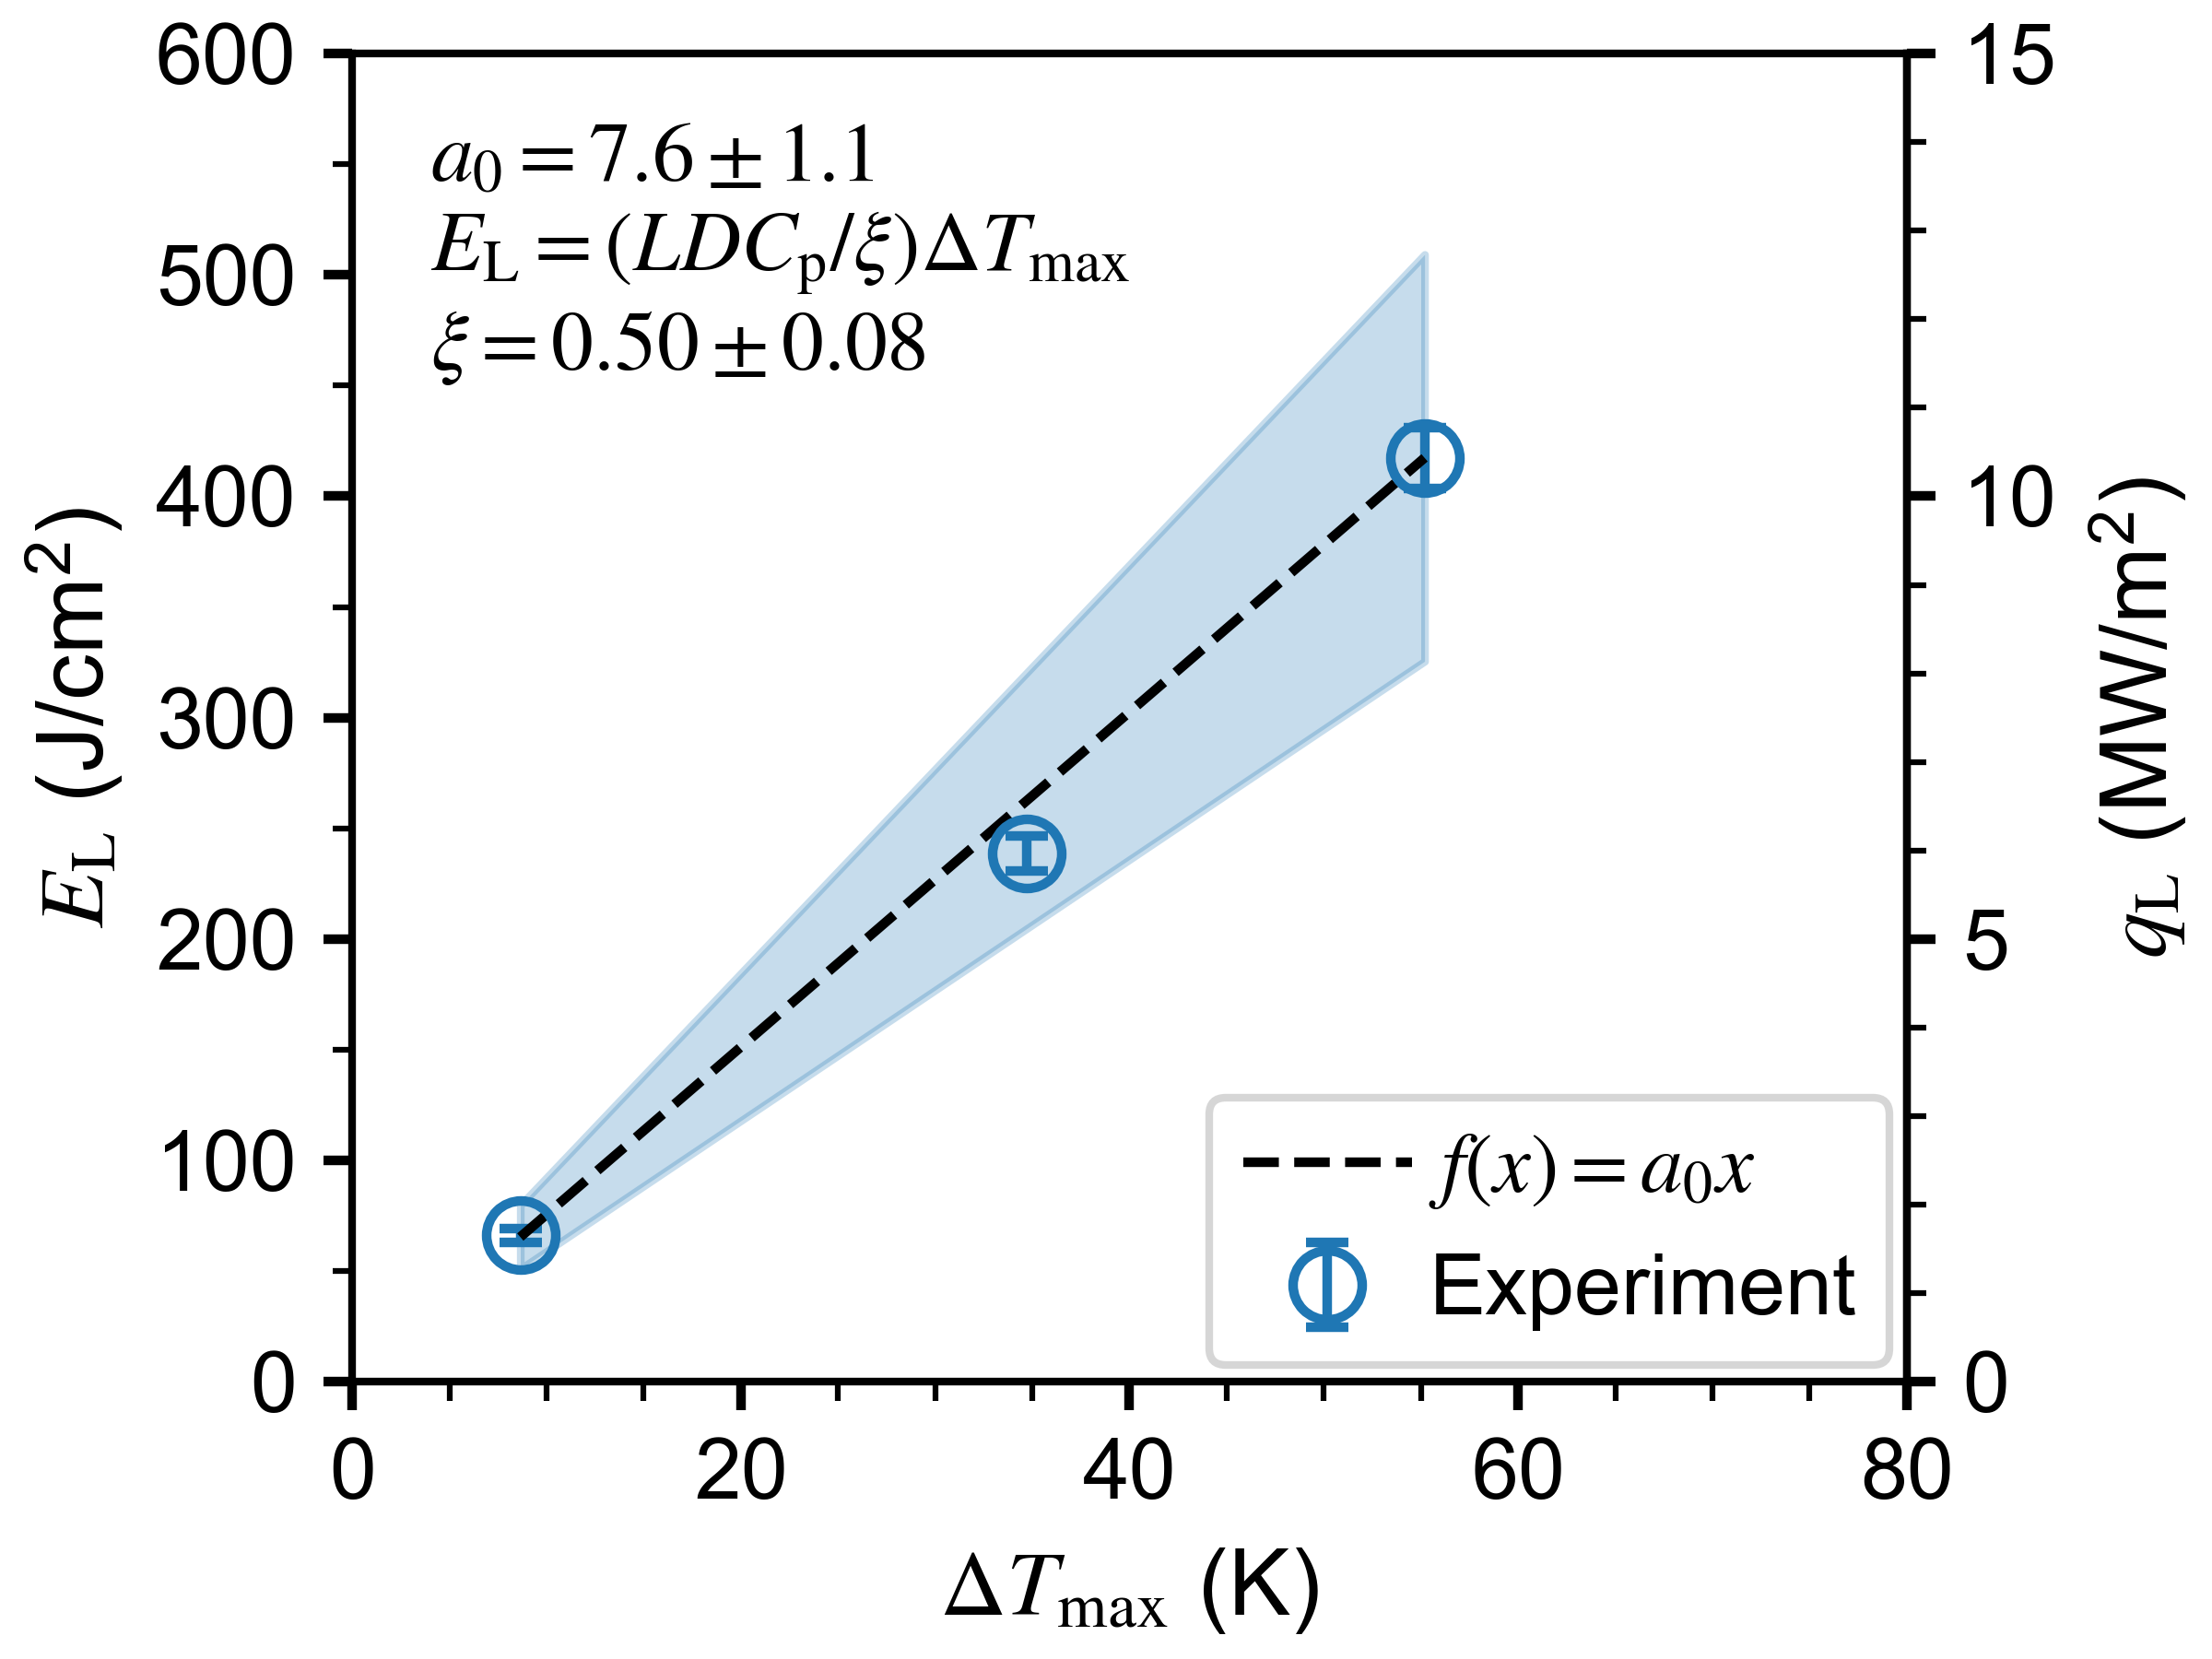 600
500
400
300
200
100
0
E_L (J/cm²)
a₀ = 7.6 ± 1.1
E_L = (LDC_p/ξ)ΔT_max
ξ = 0.50 ± 0.08
f(x) = a₀x
Experiment
15
10
5
0
q_L (MW/m²)
0 20 40 60 80
ΔT_max (K)